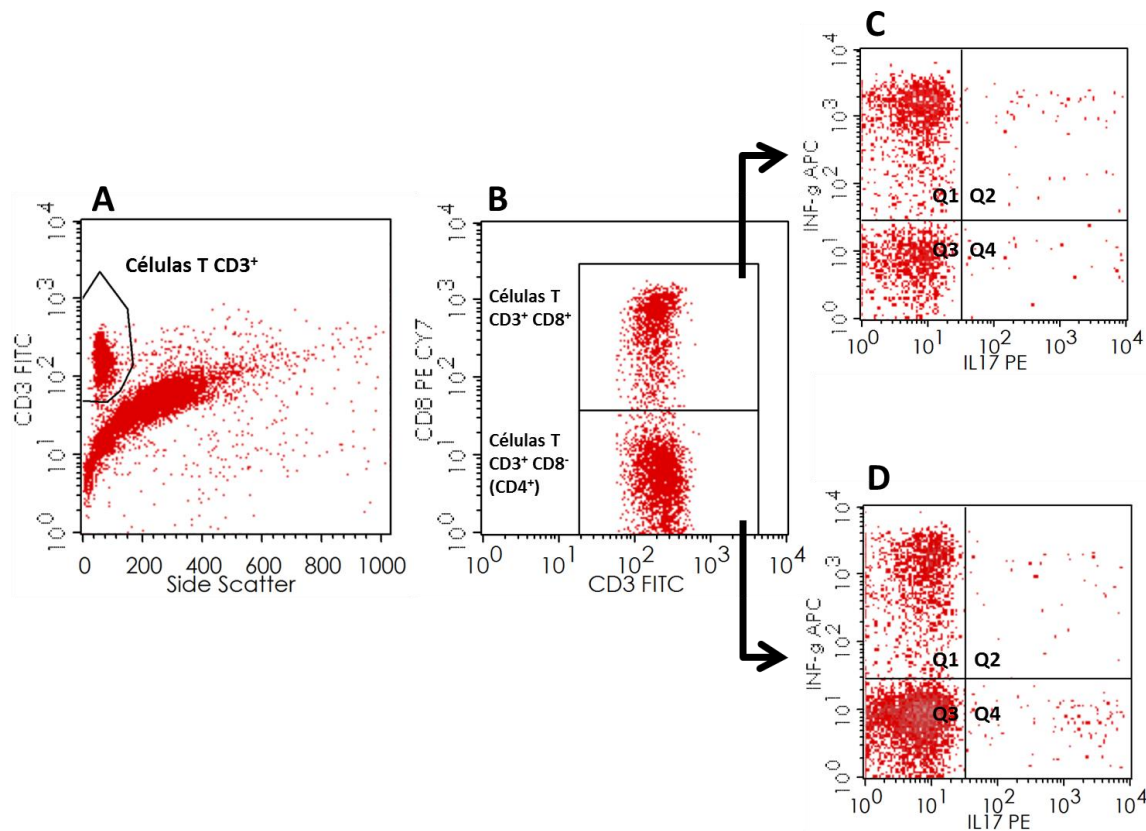 A
CD3 FITC
10⁴
10³
10²
10¹
10⁰
Células T CD3⁺
0 200 400 600 800 1000
Side Scatter
B
CD8 PE CY7
10⁴
10³
10²
10¹
10⁰
Células T
CD3⁺ CD8⁺
Células T
CD3⁺ CD8⁻
(CD4⁺)
10⁰ 10¹ 10² 10³ 10⁴
CD3 FITC
C
INF-g APC
10⁴
10³
10²
10¹
10⁰
Q1 Q2
Q3 Q4
10⁰ 10¹ 10² 10³ 10⁴
IL17 PE
D
INF-g APC
10⁴
10³
10²
10¹
10⁰
Q1 Q2
Q3 Q4
10⁰ 10¹ 10² 10³ 10⁴
IL17 PE